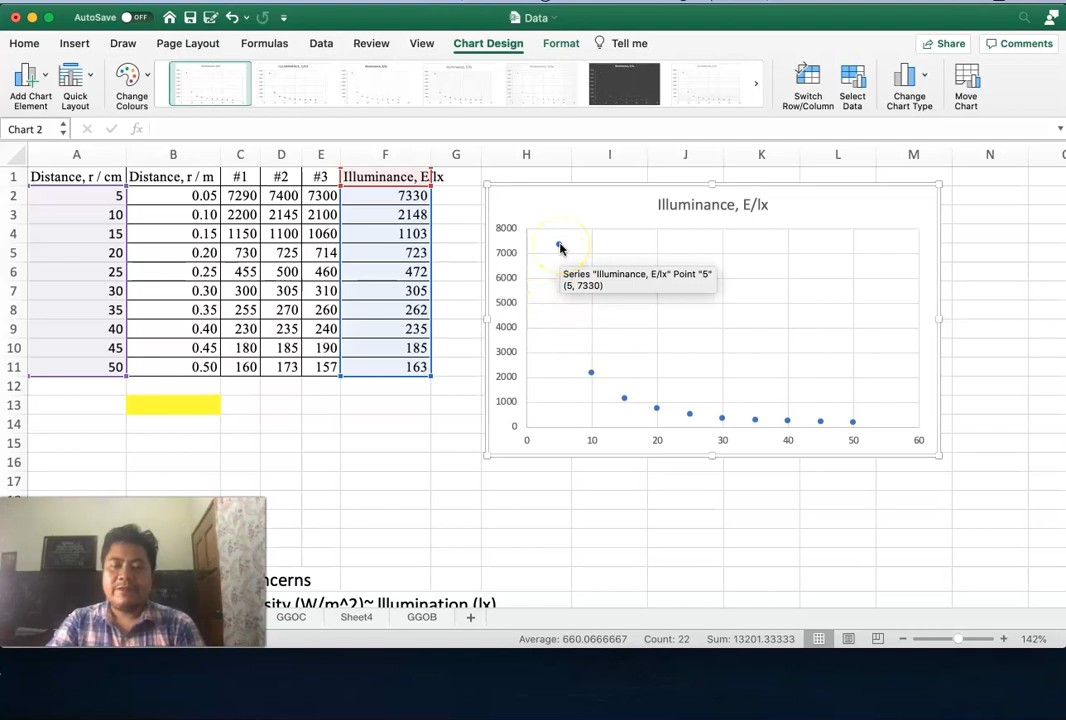 AutoSave OFF Data
Home Insert Draw Page Layout Formulas Data Review View Chart Design Format Tell me Share Comments
Add Chart Element Quick Layout Change Colours Switch Row/Column Select Data Change Chart Type Move Chart
Chart 2 fx
A B C D E F G H I J K L M N O
1 Distance, r / cm Distance, r / m #1 #2 #3 Illuminance, E/lx
2 5 0.05 7290 7400 7300 7330
3 10 0.10 2200 2145 2100 2148
4 15 0.15 1150 1100 1060 1103
5 20 0.20 730 725 714 723
6 25 0.25 455 500 460 472
7 30 0.30 300 305 310 305
8 35 0.35 255 270 260 262
9 40 0.40 230 235 240 235
10 45 0.45 180 185 190 185
11 50 0.50 160 173 157 163
12
13
14
15
16
17
Illuminance, E/lx
8000
7000
6000
5000
4000
3000
2000
1000
0
0 10 20 30 40 50 60
Series "Illuminance, E/lx" Point "5"
(5, 7330)
(W/m^2)~ Illumination (lx)
GGOC Sheet4 GGOB +
Average: 660.0666667 Count: 22 Sum: 13201.33333 142%